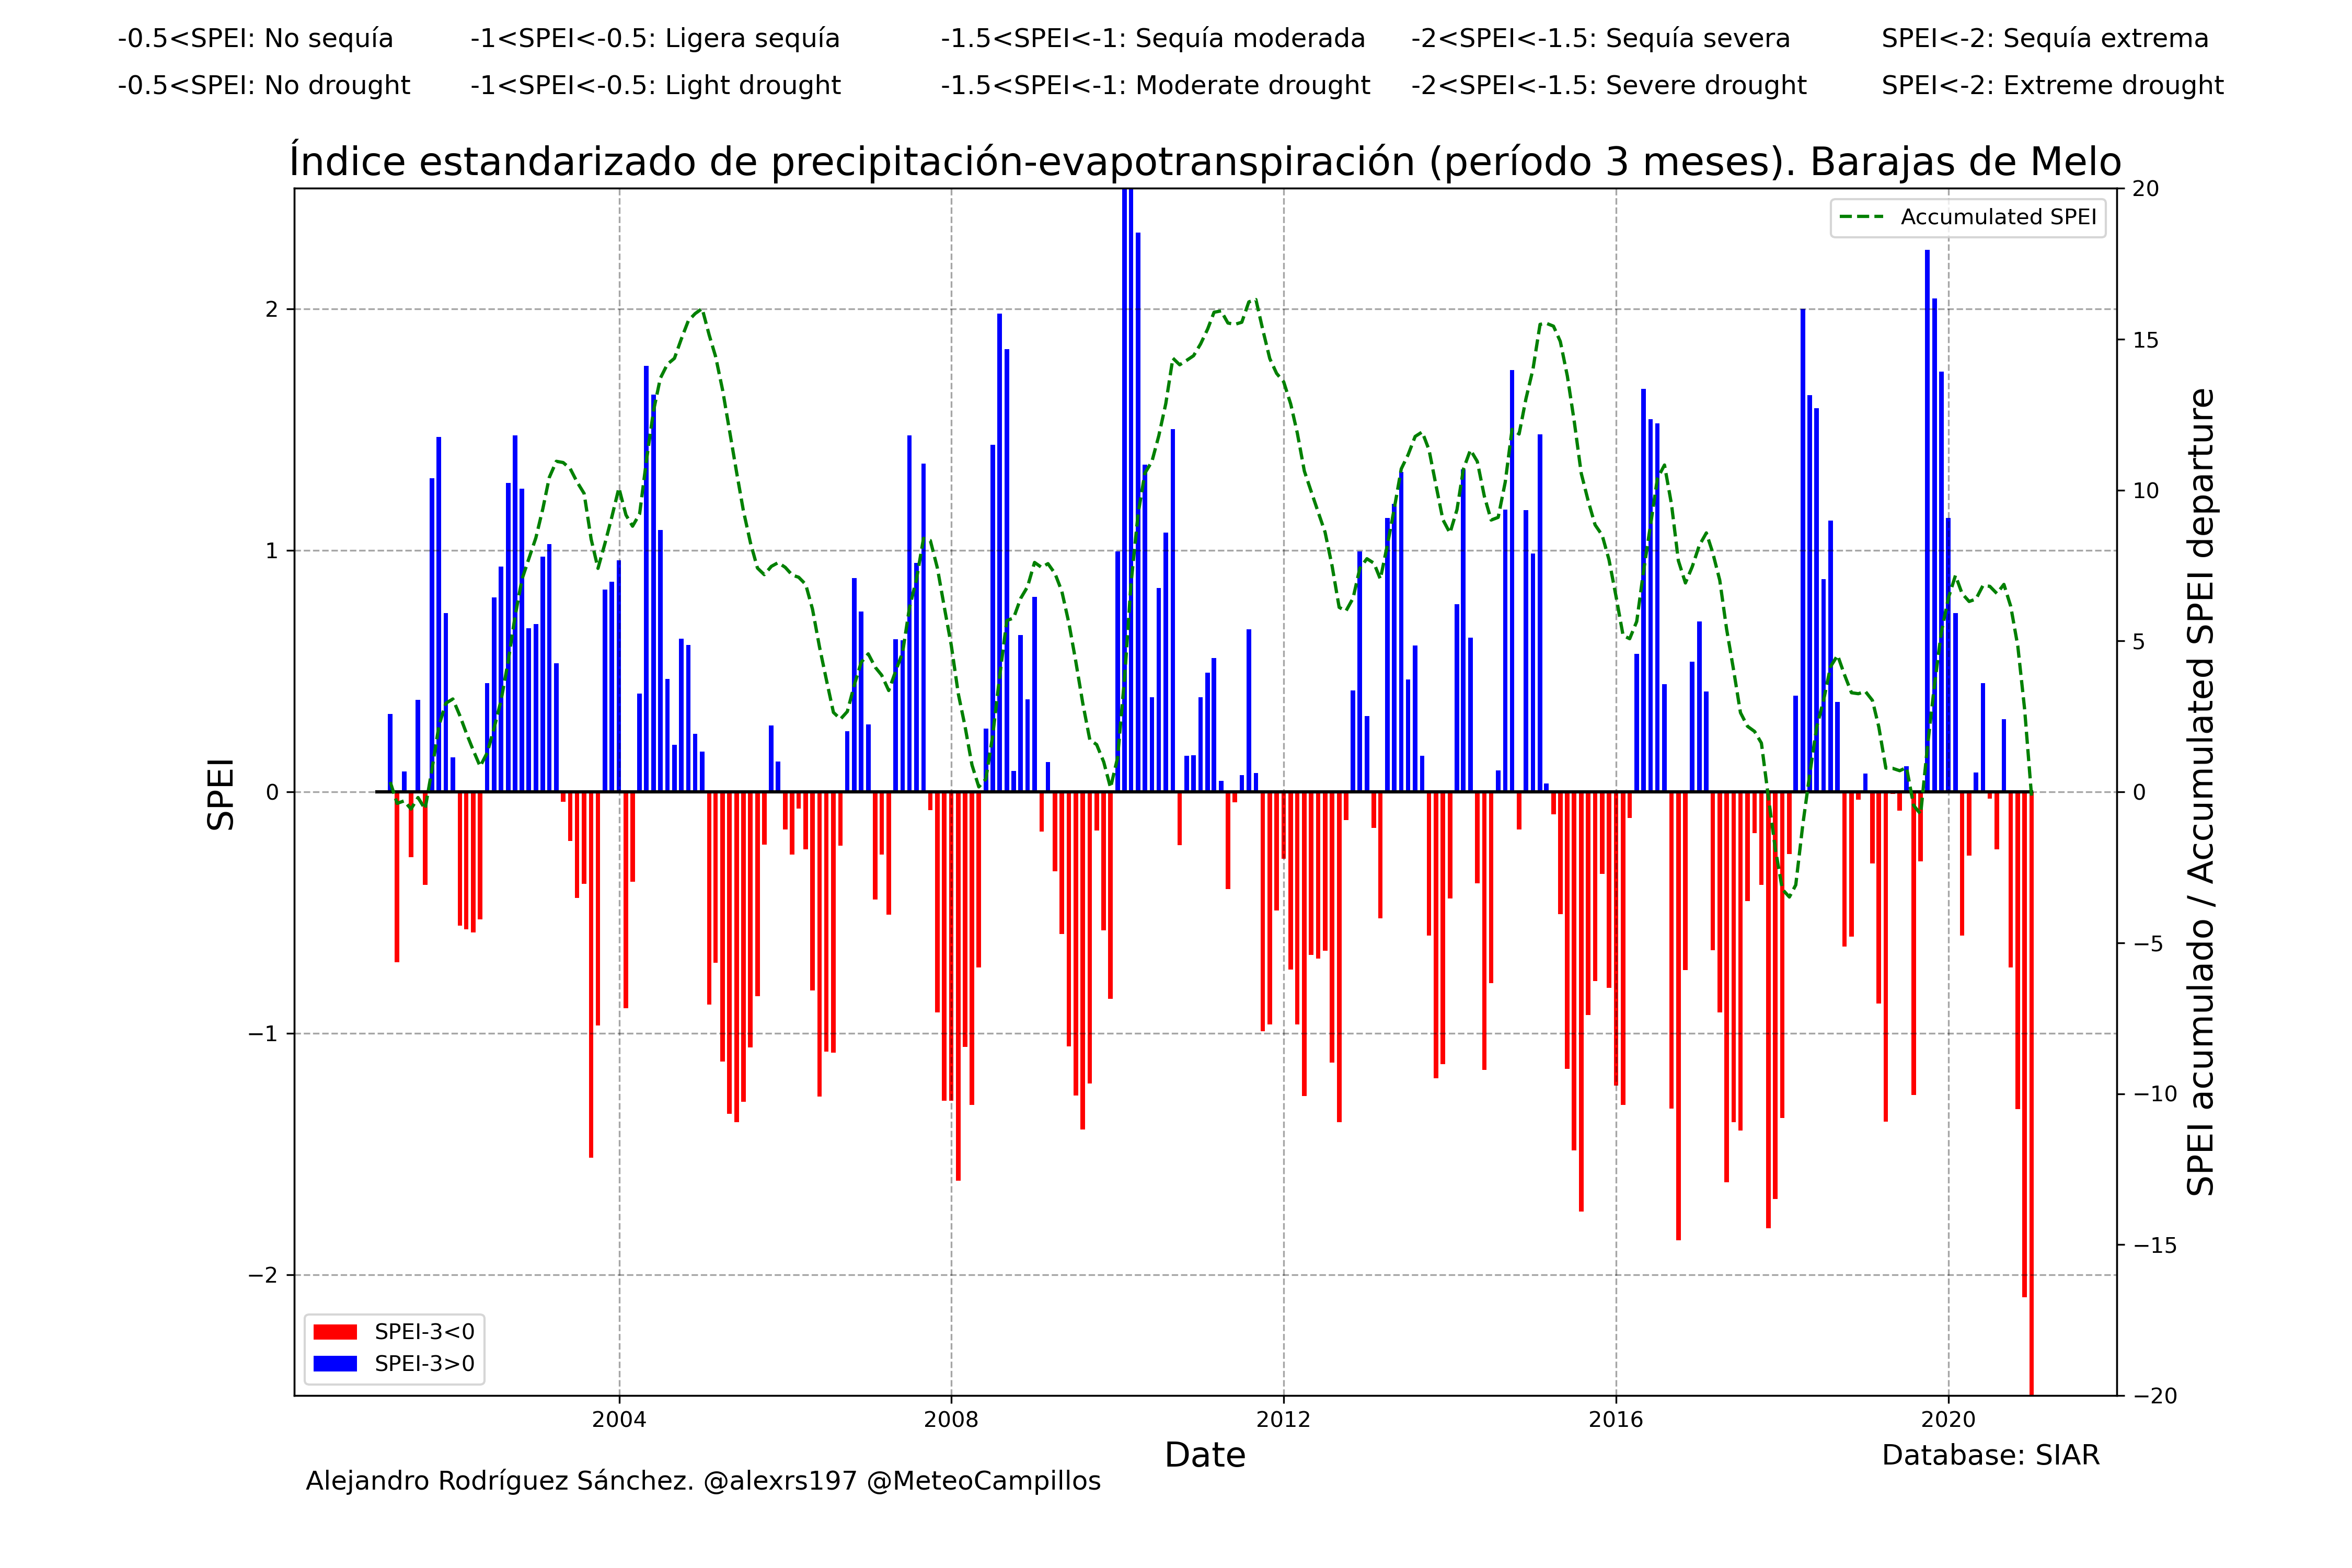 -0.5<SPEI: No sequía -1<SPEI<-0.5: Ligera sequía -1.5<SPEI<-1: Sequía moderada -2<SPEI<-1.5: Sequía severa SPEI<-2: Sequía extrema
-0.5<SPEI: No drought -1<SPEI<-0.5: Light drought -1.5<SPEI<-1: Moderate drought -2<SPEI<-1.5: Severe drought SPEI<-2: Extreme drought
Índice estandarizado de precipitación-evapotranspiración (período 3 meses). Barajas de Melo
Accumulated SPEI
SPEI
2
1
0
−1
−2
20
15
10
5
0
−5
−10
−15
−20
SPEI acumulado / Accumulated SPEI departure
SPEI-3<0
SPEI-3>0
2004 2008 2012 2016 2020
Date
Database: SIAR
Alejandro Rodríguez Sánchez. @alexrs197 @MeteoCampillos